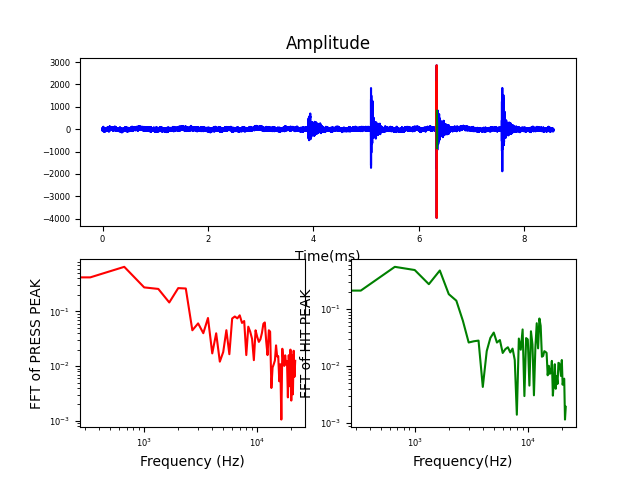 Amplitude
3000
2000
1000
0
−1000
−2000
−3000
−4000
0 2 4 6 8
Time(ms)
FFT of PRESS PEAK
10⁻¹
10⁻²
10⁻³
10³ 10⁴
Frequency (Hz)
FFT of HIT PEAK
10⁻¹
10⁻²
10⁻³
10³ 10⁴
Frequency(Hz)